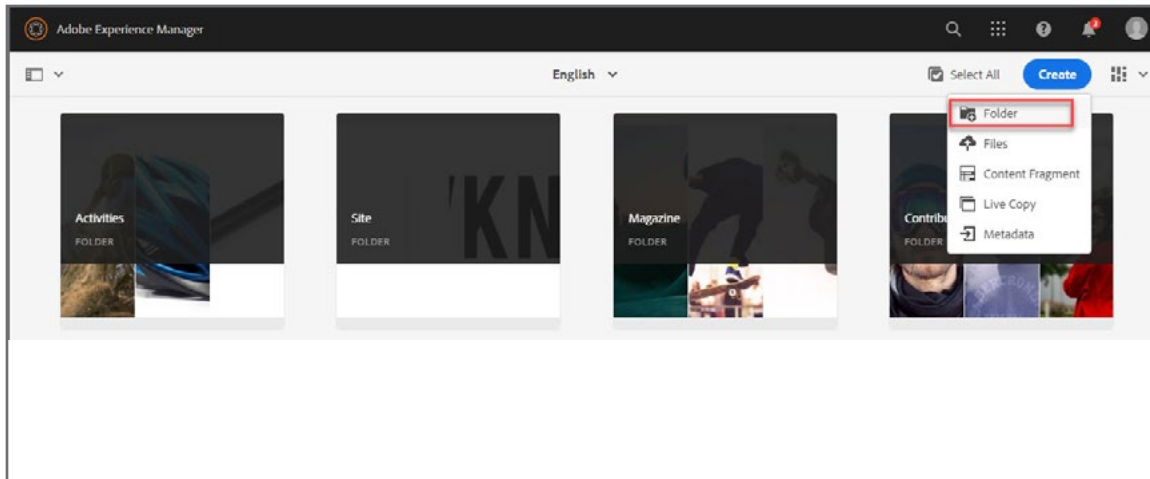 Adobe Experience Manager
English
Select All
Create
Folder
Files
Content Fragment
Live Copy
Metadata
Activities
FOLDER
Site
FOLDER
'KN
Magazine
FOLDER
Contribu
FOLDER